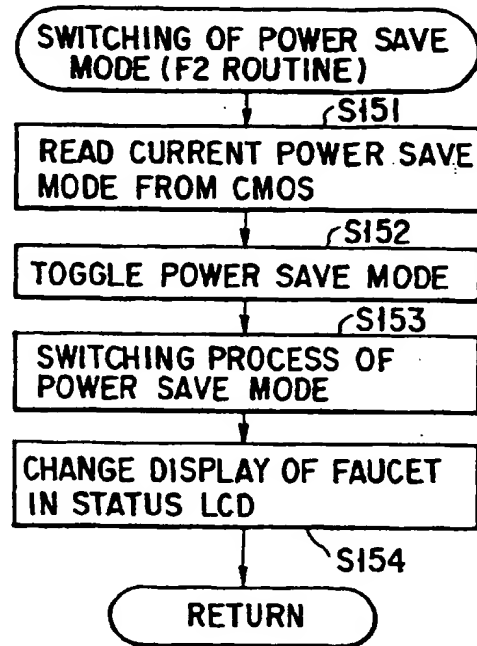 SWITCHING OF POWER SAVE
MODE (F2 ROUTINE)
S151
READ CURRENT POWER SAVE
MODE FROM CMOS
S152
TOGGLE POWER SAVE MODE
S153
SWITCHING PROCESS OF
POWER SAVE MODE
CHANGE DISPLAY OF FAUCET
IN STATUS LCD
S154
RETURN